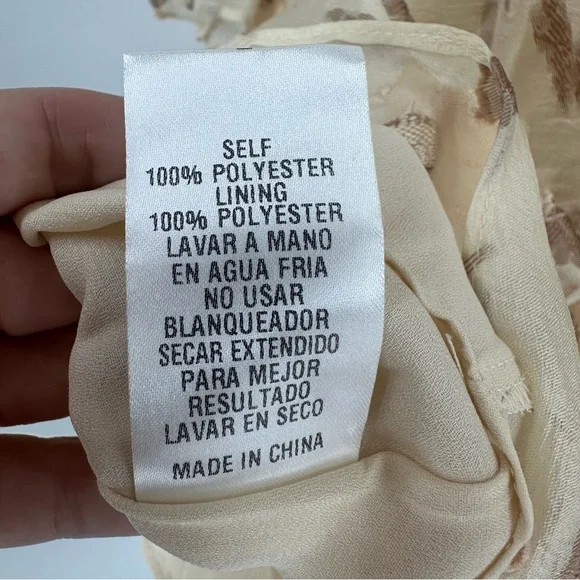 SELF
100% POLYESTER
LINING
100% POLYESTER
LAVAR A MANO
EN AGUA FRIA
NO USAR
BLANQUEADOR
SECAR EXTENDIDO
PARA MEJOR
RESULTADO
LAVAR EN SECO
MADE IN CHINA